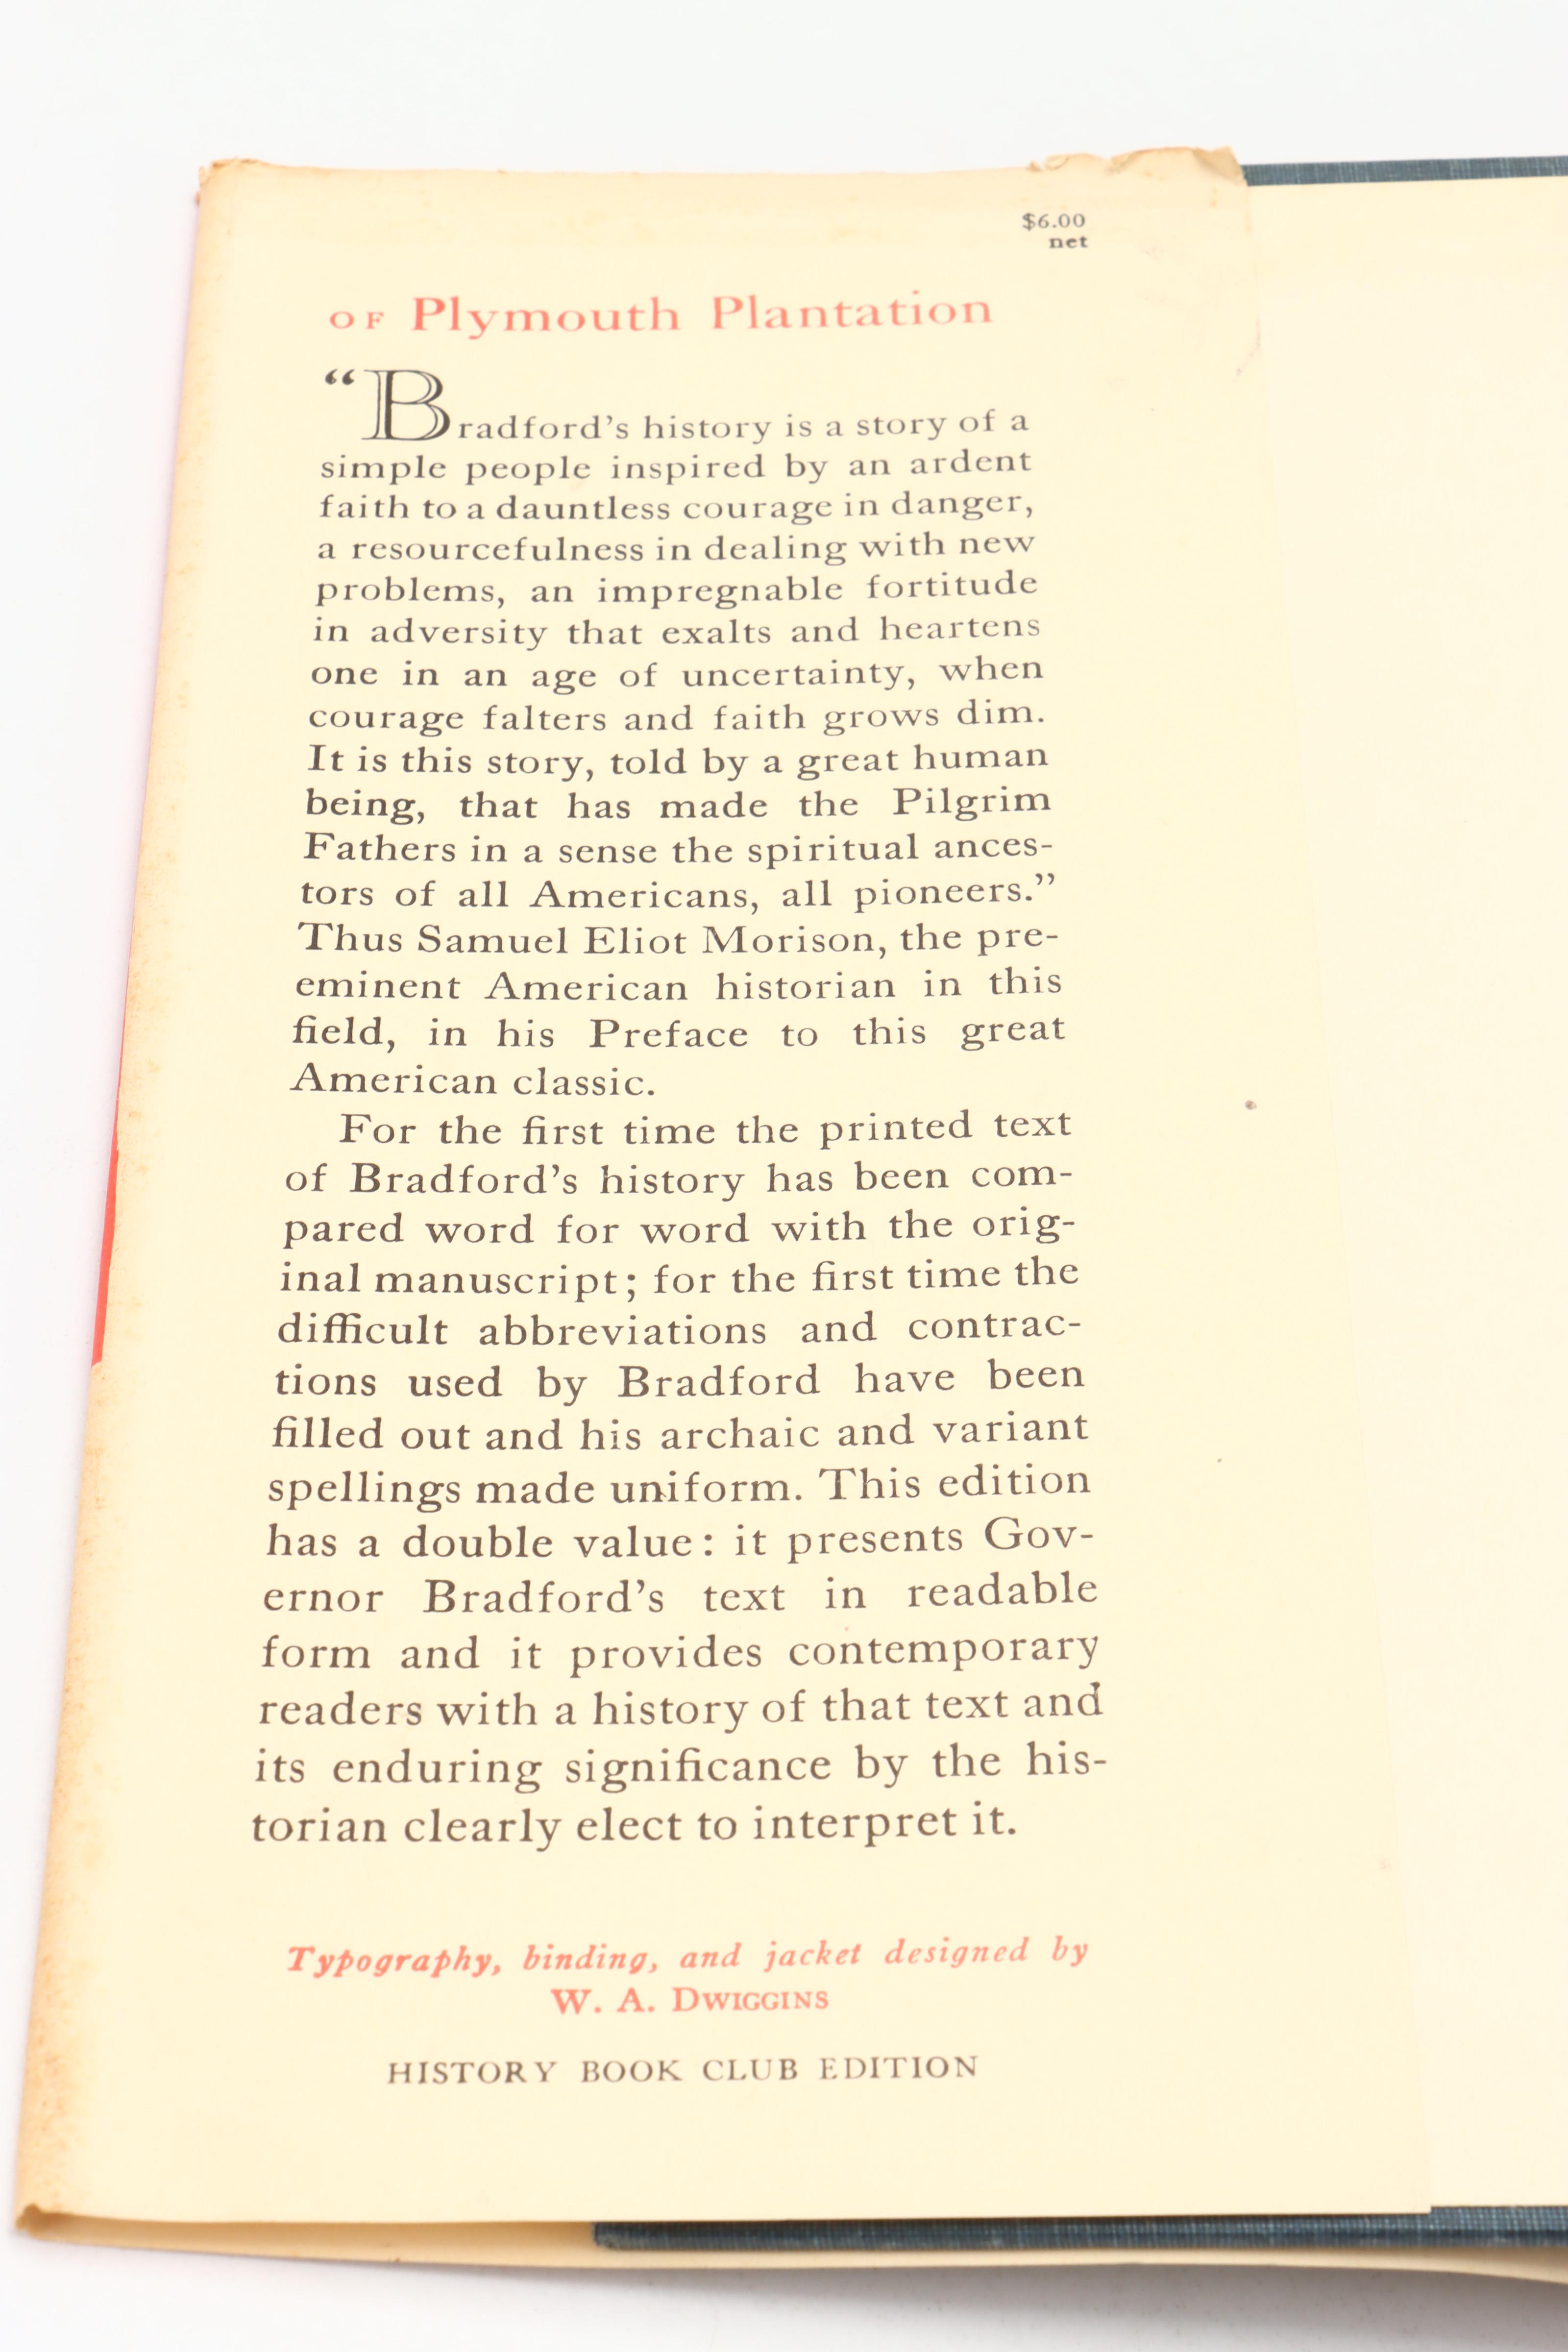 $6.00
net
OF Plymouth Plantation
“Bradford’s history is a story of a
simple people inspired by an ardent
faith to a dauntless courage in danger,
a resourcefulness in dealing with new
problems, an impregnable fortitude
in adversity that exalts and heartens
one in an age of uncertainty, when
courage falters and faith grows dim.
It is this story, told by a great human
being, that has made the Pilgrim
Fathers in a sense the spiritual ances-
tors of all Americans, all pioneers.”
Thus Samuel Eliot Morison, the pre-
eminent American historian in this
field, in his Preface to this great
American classic.
For the first time the printed text
of Bradford’s history has been com-
pared word for word with the orig-
inal manuscript; for the first time the
difficult abbreviations and contrac-
tions used by Bradford have been
filled out and his archaic and variant
spellings made uniform. This edition
has a double value: it presents Gov-
ernor Bradford’s text in readable
form and it provides contemporary
readers with a history of that text and
its enduring significance by the his-
torian clearly elect to interpret it.
Typography, binding, and jacket designed by
W. A. DWIGGINS
HISTORY BOOK CLUB EDITION